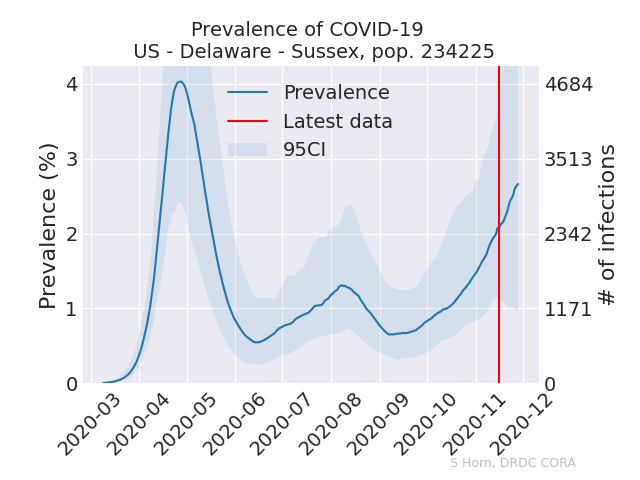 Prevalence of COVID-19
US - Delaware - Sussex, pop. 234225
Prevalence
Latest data
95CI
Prevalence (%)
4
3
2
1
0
4684
3513
2342
1171
0
# of infections
2020-03
2020-04
2020-05
2020-06
2020-07
2020-08
2020-09
2020-10
2020-11
2020-12
S Horn, DRDC CORA